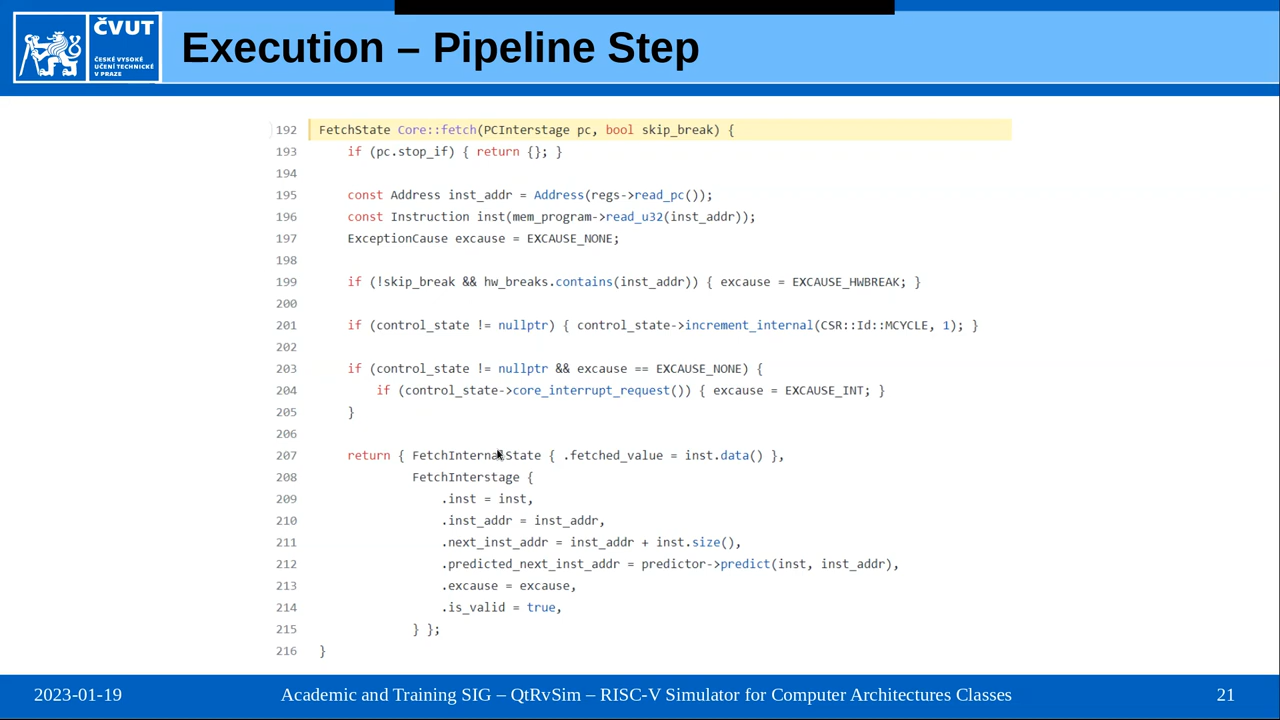 ČVUT
ČESKÉ VYSOKÉ
UČENÍ TECHNICKÉ
V PRAZE
Execution – Pipeline Step
192 FetchState Core::fetch(PCInterstage pc, bool skip_break) {
193 if (pc.stop_if) { return {}; }
194
195 const Address inst_addr = Address(regs->read_pc());
196 const Instruction inst(mem_program->read_u32(inst_addr));
197 ExceptionCause excause = EXCAUSE_NONE;
198
199 if (!skip_break && hw_breaks.contains(inst_addr)) { excause = EXCAUSE_HWBREAK; }
200
201 if (control_state != nullptr) { control_state->increment_internal(CSR::Id::MCYCLE, 1); }
202
203 if (control_state != nullptr && excause == EXCAUSE_NONE) {
204 if (control_state->core_interrupt_request()) { excause = EXCAUSE_INT; }
205 }
206
207 return { FetchInternalState { .fetched_value = inst.data() },
208 FetchInterstage {
209 .inst = inst,
210 .inst_addr = inst_addr,
211 .next_inst_addr = inst_addr + inst.size(),
212 .predicted_next_inst_addr = predictor->predict(inst, inst_addr),
213 .excause = excause,
214 .is_valid = true,
215 } };
216 }
2023-01-19 Academic and Training SIG – QtRvSim – RISC-V Simulator for Computer Architectures Classes 21